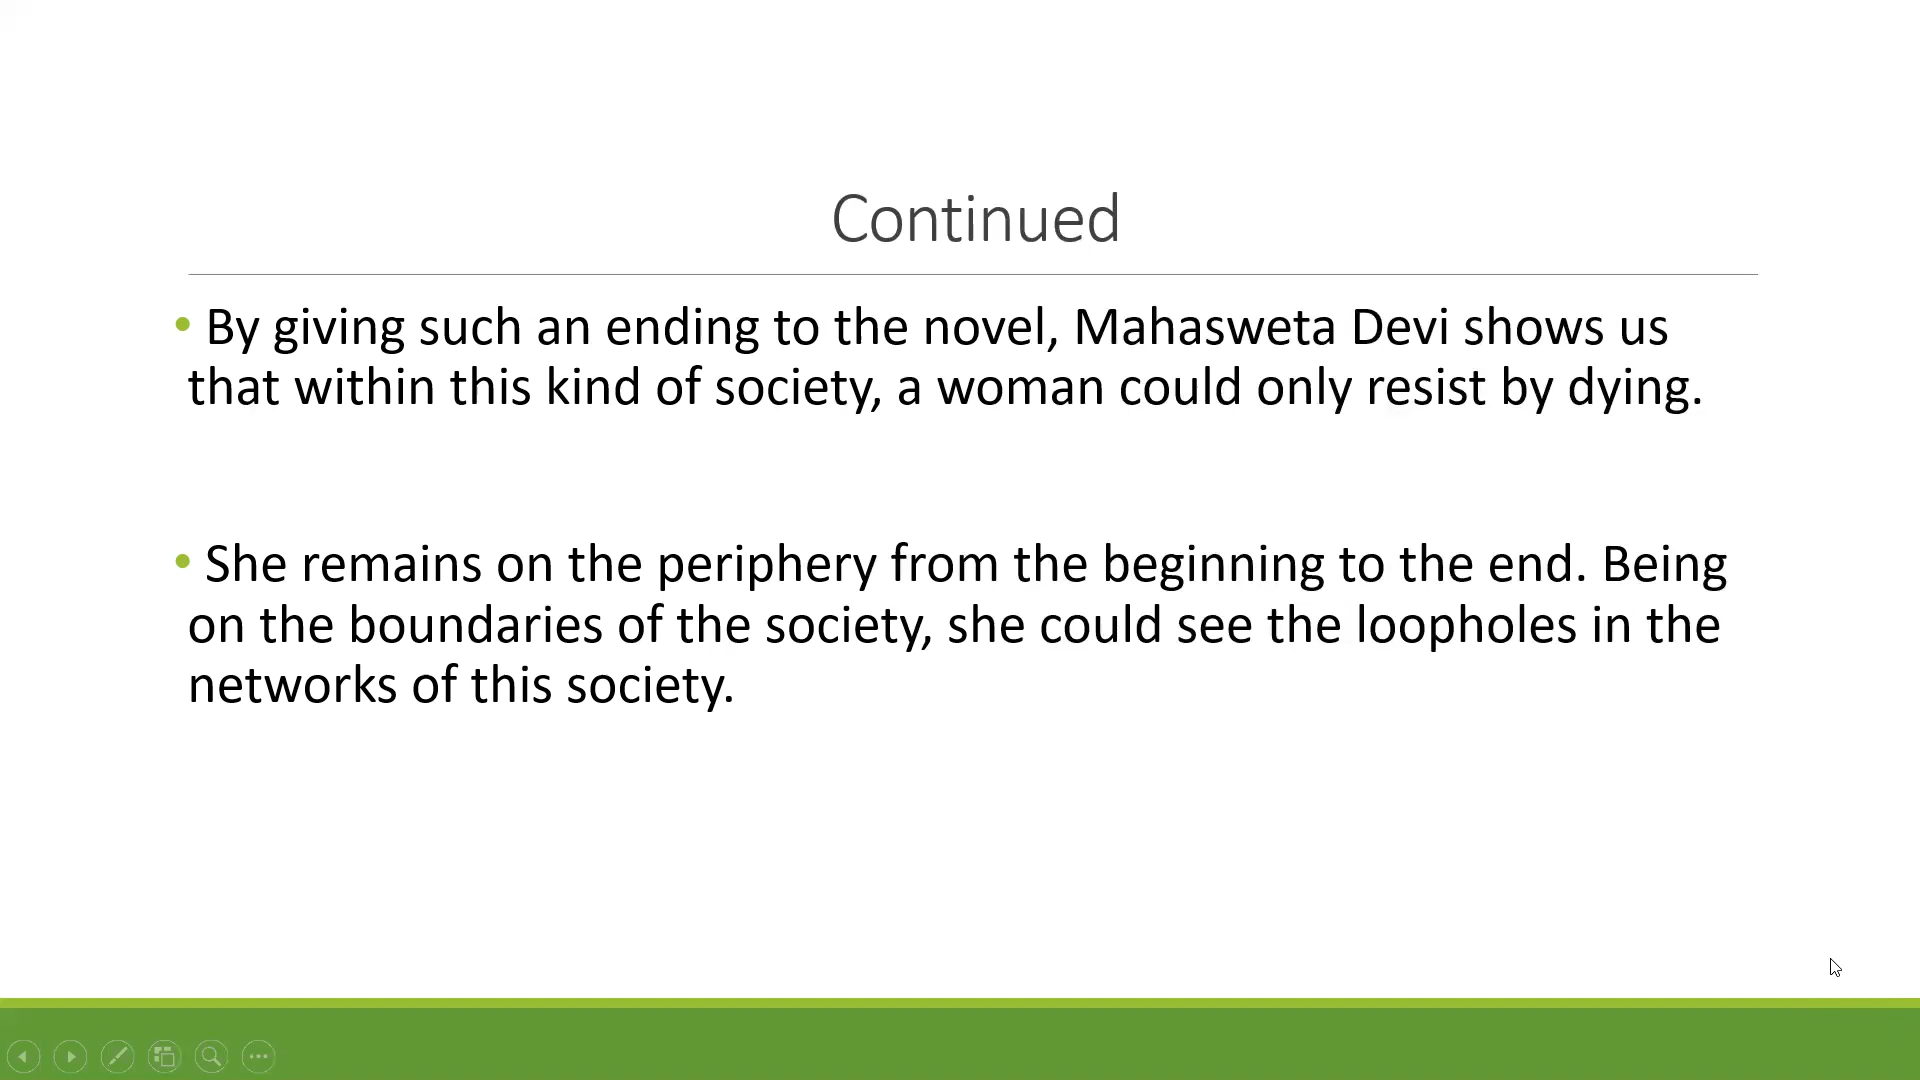 Continued
• By giving such an ending to the novel, Mahasweta Devi shows us
that within this kind of society, a woman could only resist by dying.
• She remains on the periphery from the beginning to the end. Being
on the boundaries of the society, she could see the loopholes in the
networks of this society.